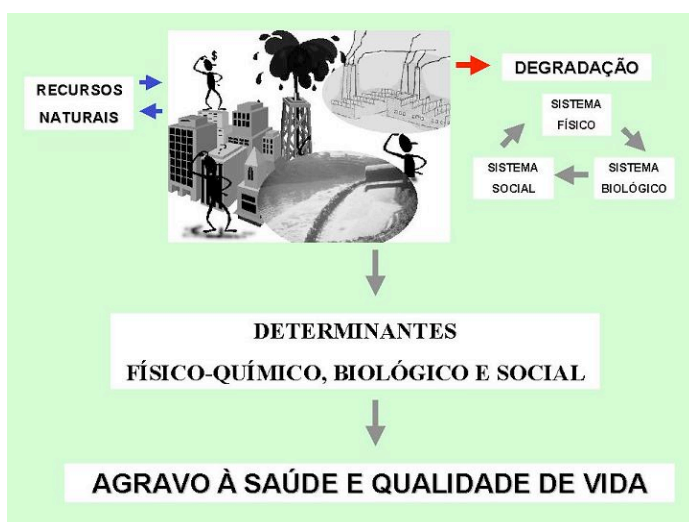 RECURSOS
NATURAIS
$
DEGRADAÇÃO
SISTEMA
FÍSICO
SISTEMA
SOCIAL
SISTEMA
BIOLÓGICO
DETERMINANTES
FÍSICO-QUÍMICO, BIOLÓGICO E SOCIAL
AGRAVO À SAÚDE E QUALIDADE DE VIDA